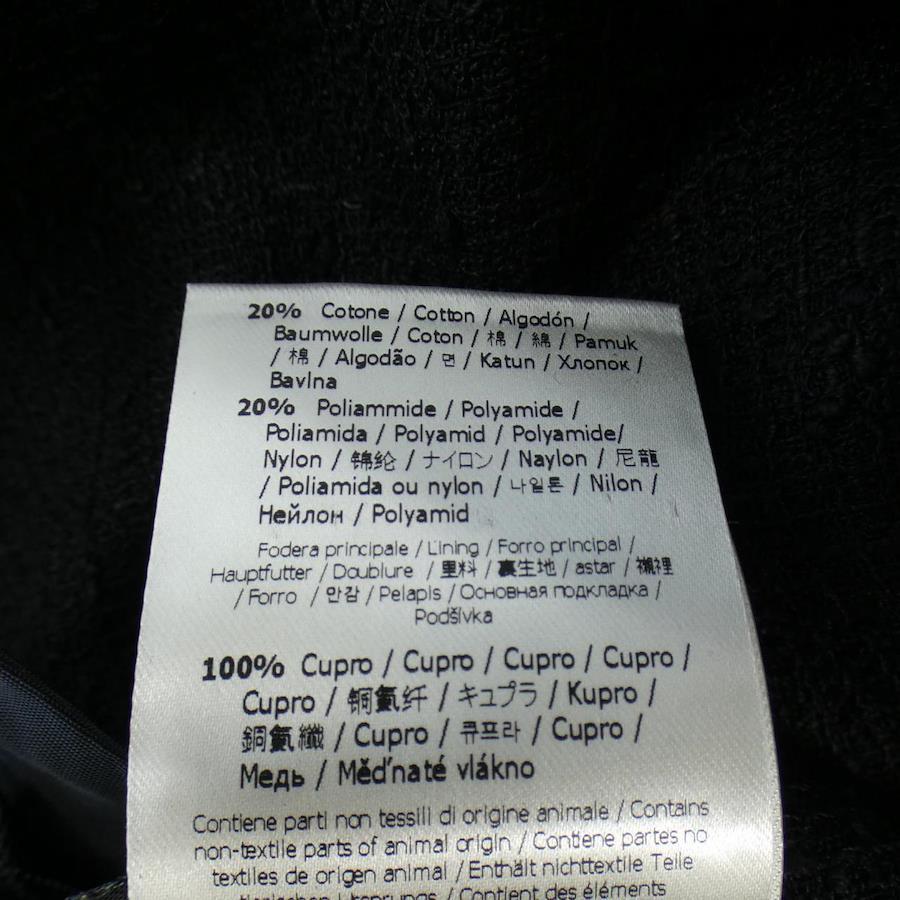 20% Cotone / Cotton / Algodón /
Baumwolle / Coton / 棉 / 綿 / Pamuk
/ 棉 / Algodão / 면 / Katun / Хлопок /
Bavlna
20% Poliammide / Polyamide /
Poliamida / Polyamid / Polyamide/
Nylon / 锦纶 / ナイロン / Naylon / 尼龍
/ Poliamida ou nylon / 나일론 / Nilon /
Нейлон / Polyamid
Fodera principale / Lining / Forro principal /
Hauptfutter / Doublure / 里料 / 裏生地 / astar / 襯裡
/ Forro / 안감 / Pelapis / Основная подкладка /
Podšívka
100% Cupro / Cupro / Cupro / Cupro /
Cupro / 铜氨纤 / キュプラ / Kupro /
銅氨纖 / Cupro / 큐프라 / Cupro /
Медь / Měďnaté vlákno
Contiene parti non tessili di origine animale / Contains
non-textile parts of animal origin / Contiene partes no
textiles de origen animal / Enthält nichttextile Teile
tierischen Ursprungs / Contient des éléments